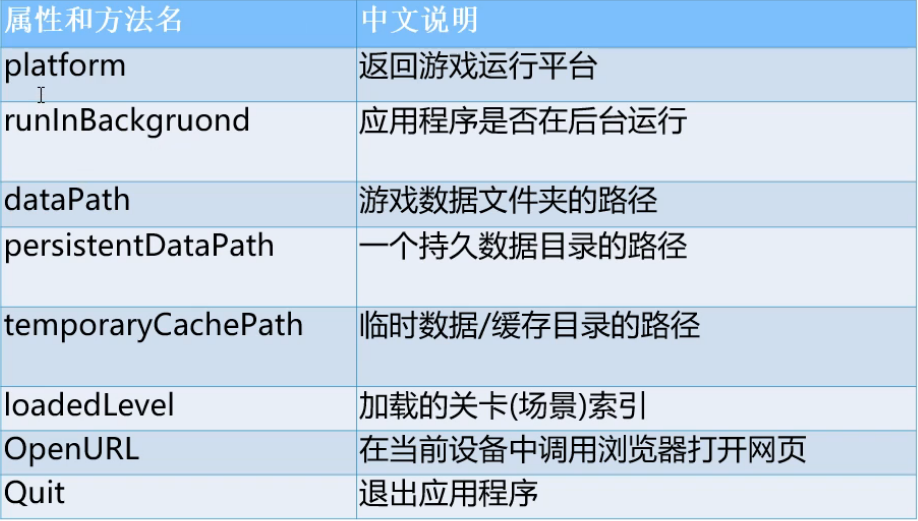 属性和方法名 中文说明
platform 返回游戏运行平台
runInBackgruond 应用程序是否在后台运行
dataPath 游戏数据文件夹的路径
persistentDataPath 一个持久数据目录的路径
temporaryCachePath 临时数据/缓存目录的路径
loadedLevel 加载的关卡(场景)索引
OpenURL 在当前设备中调用浏览器打开网页
Quit 退出应用程序